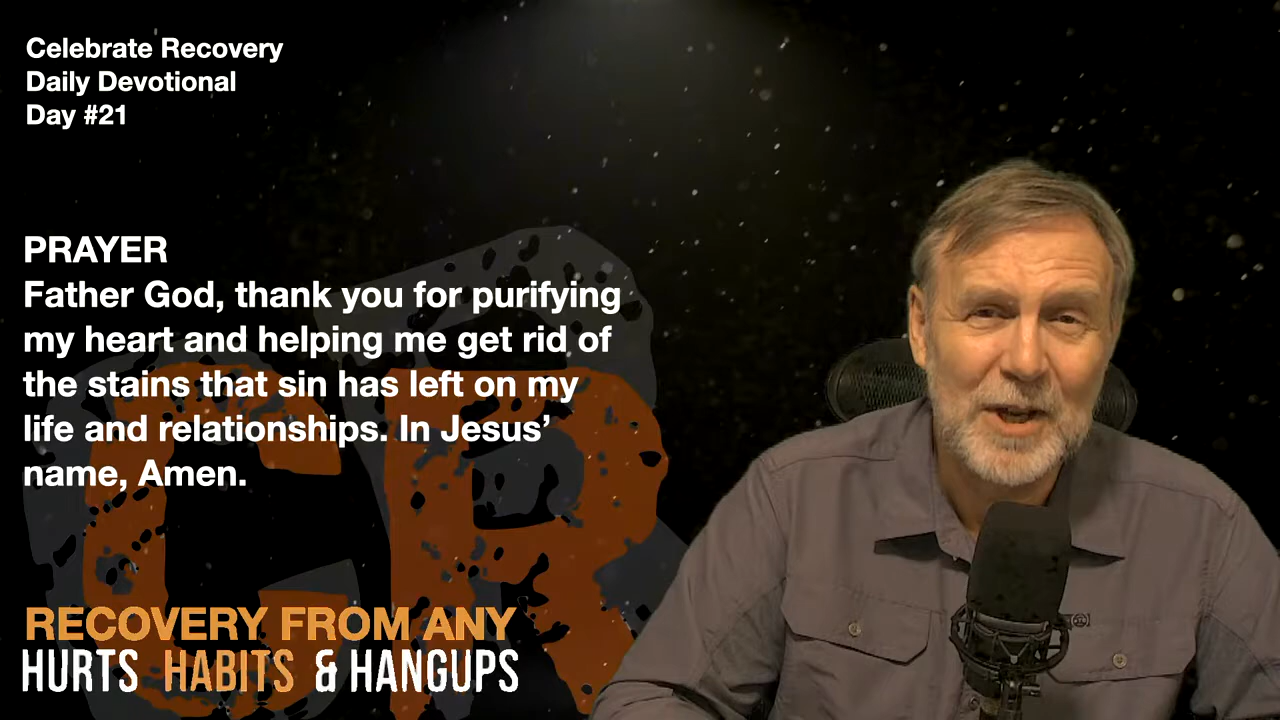 Celebrate Recovery
Daily Devotional
Day #21
PRAYER
Father God, thank you for purifying
my heart and helping me get rid of
the stains that sin has left on my
life and relationships. In Jesus’
name, Amen.
CR
RECOVERY FROM ANY
HURTS HABITS & HANGUPS